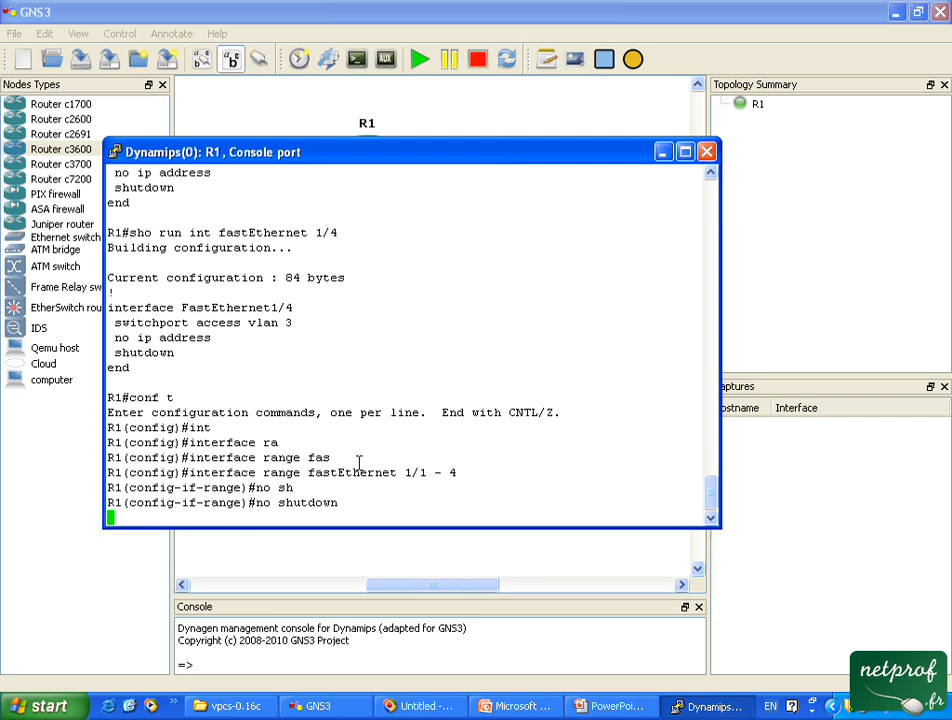 GNS3
File Edit View Control Annotate Help
Nodes Types
Topology Summary
Router c1700
Router c2600
Router c2691
Router c3600
Router c3700
Router c7200
PIX firewall
ASA firewall
Juniper router
Ethernet switch
ATM bridge
ATM switch
Frame Relay sw
EtherSwitch rou
IDS
Qemu host
Cloud
computer
R1
R1
Dynamips(0): R1, Console port
no ip address
shutdown
end
R1#sho run int fastEthernet 1/4
Building configuration...
Current configuration : 84 bytes
!
interface FastEthernet1/4
switchport access vlan 3
no ip address
shutdown
end
R1#conf t
Enter configuration commands, one per line.  End with CNTL/Z.
R1(config)#int
R1(config)#interface ra
R1(config)#interface range fas
R1(config)#interface range fastEthernet 1/1 - 4
R1(config-if-range)#no sh
R1(config-if-range)#no shutdown
aptures
ostname Interface
Console
Dynagen management console for Dynamips (adapted for GNS3)
Copyright (c) 2008-2010 GNS3 Project
=>
start
vpcs-0.16c
GNS3
Untitled -...
Microsoft ...
PowerPoi...
Dynamips...
EN
netprof
.fr